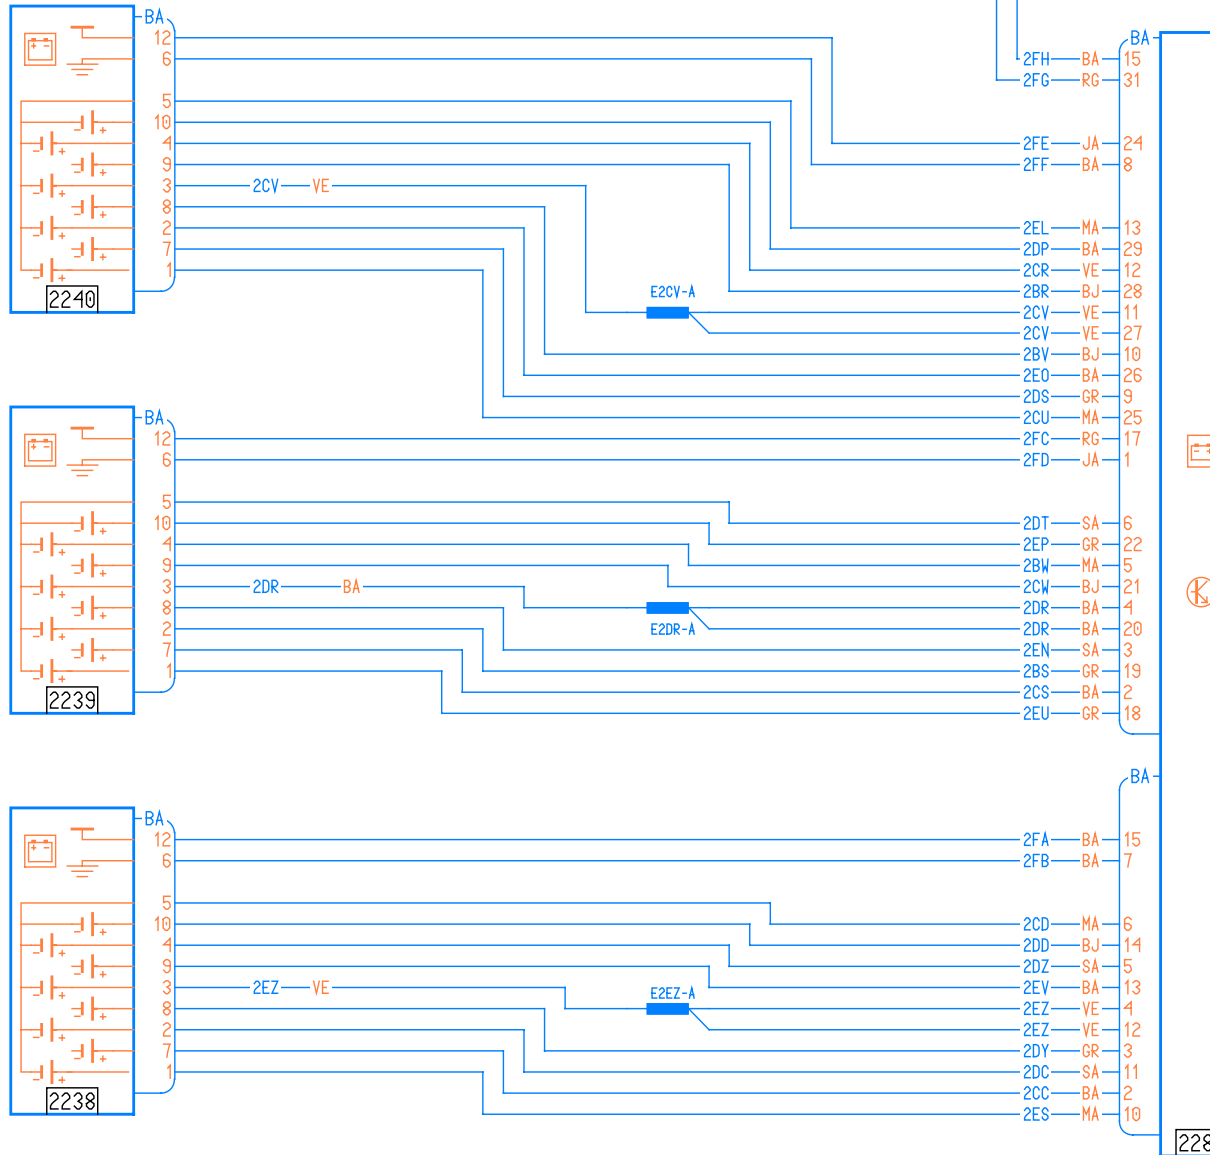 BA
12
6
5
10
4
9
3 2CV VE
8
2
7
1
2240
E2CV-A
BA
2FH BA 15
2FG RG 31
2FE JA 24
2FF BA 8
2EL MA 13
2DP BA 29
2CR VE 12
2BR BJ 28
2CV VE 11
2CV VE 27
2BV BJ 10
2EO BA 26
2DS GR 9
2CU MA 25
2FC RG 17
2FD JA 1
2DT SA 6
2EP GR 22
2BW MA 5
2CW BJ 21
2DR BA 4
2DR BA 20
2EN SA 3
2BS GR 19
2CS BA 2
2EU GR 18
BA
12
6
5
10
4
9
3 2DR BA
8
2
7
1
2239
E2DR-A
BA
12
6
5
10
4
9
3 2EZ VE
8
2
7
1
2238
E2EZ-A
BA
2FA BA 15
2FB BA 7
2CD MA 6
2DD BJ 14
2DZ SA 5
2EV BA 13
2EZ VE 4
2EZ VE 12
2DY GR 3
2DC SA 11
2CC BA 2
2ES MA 10